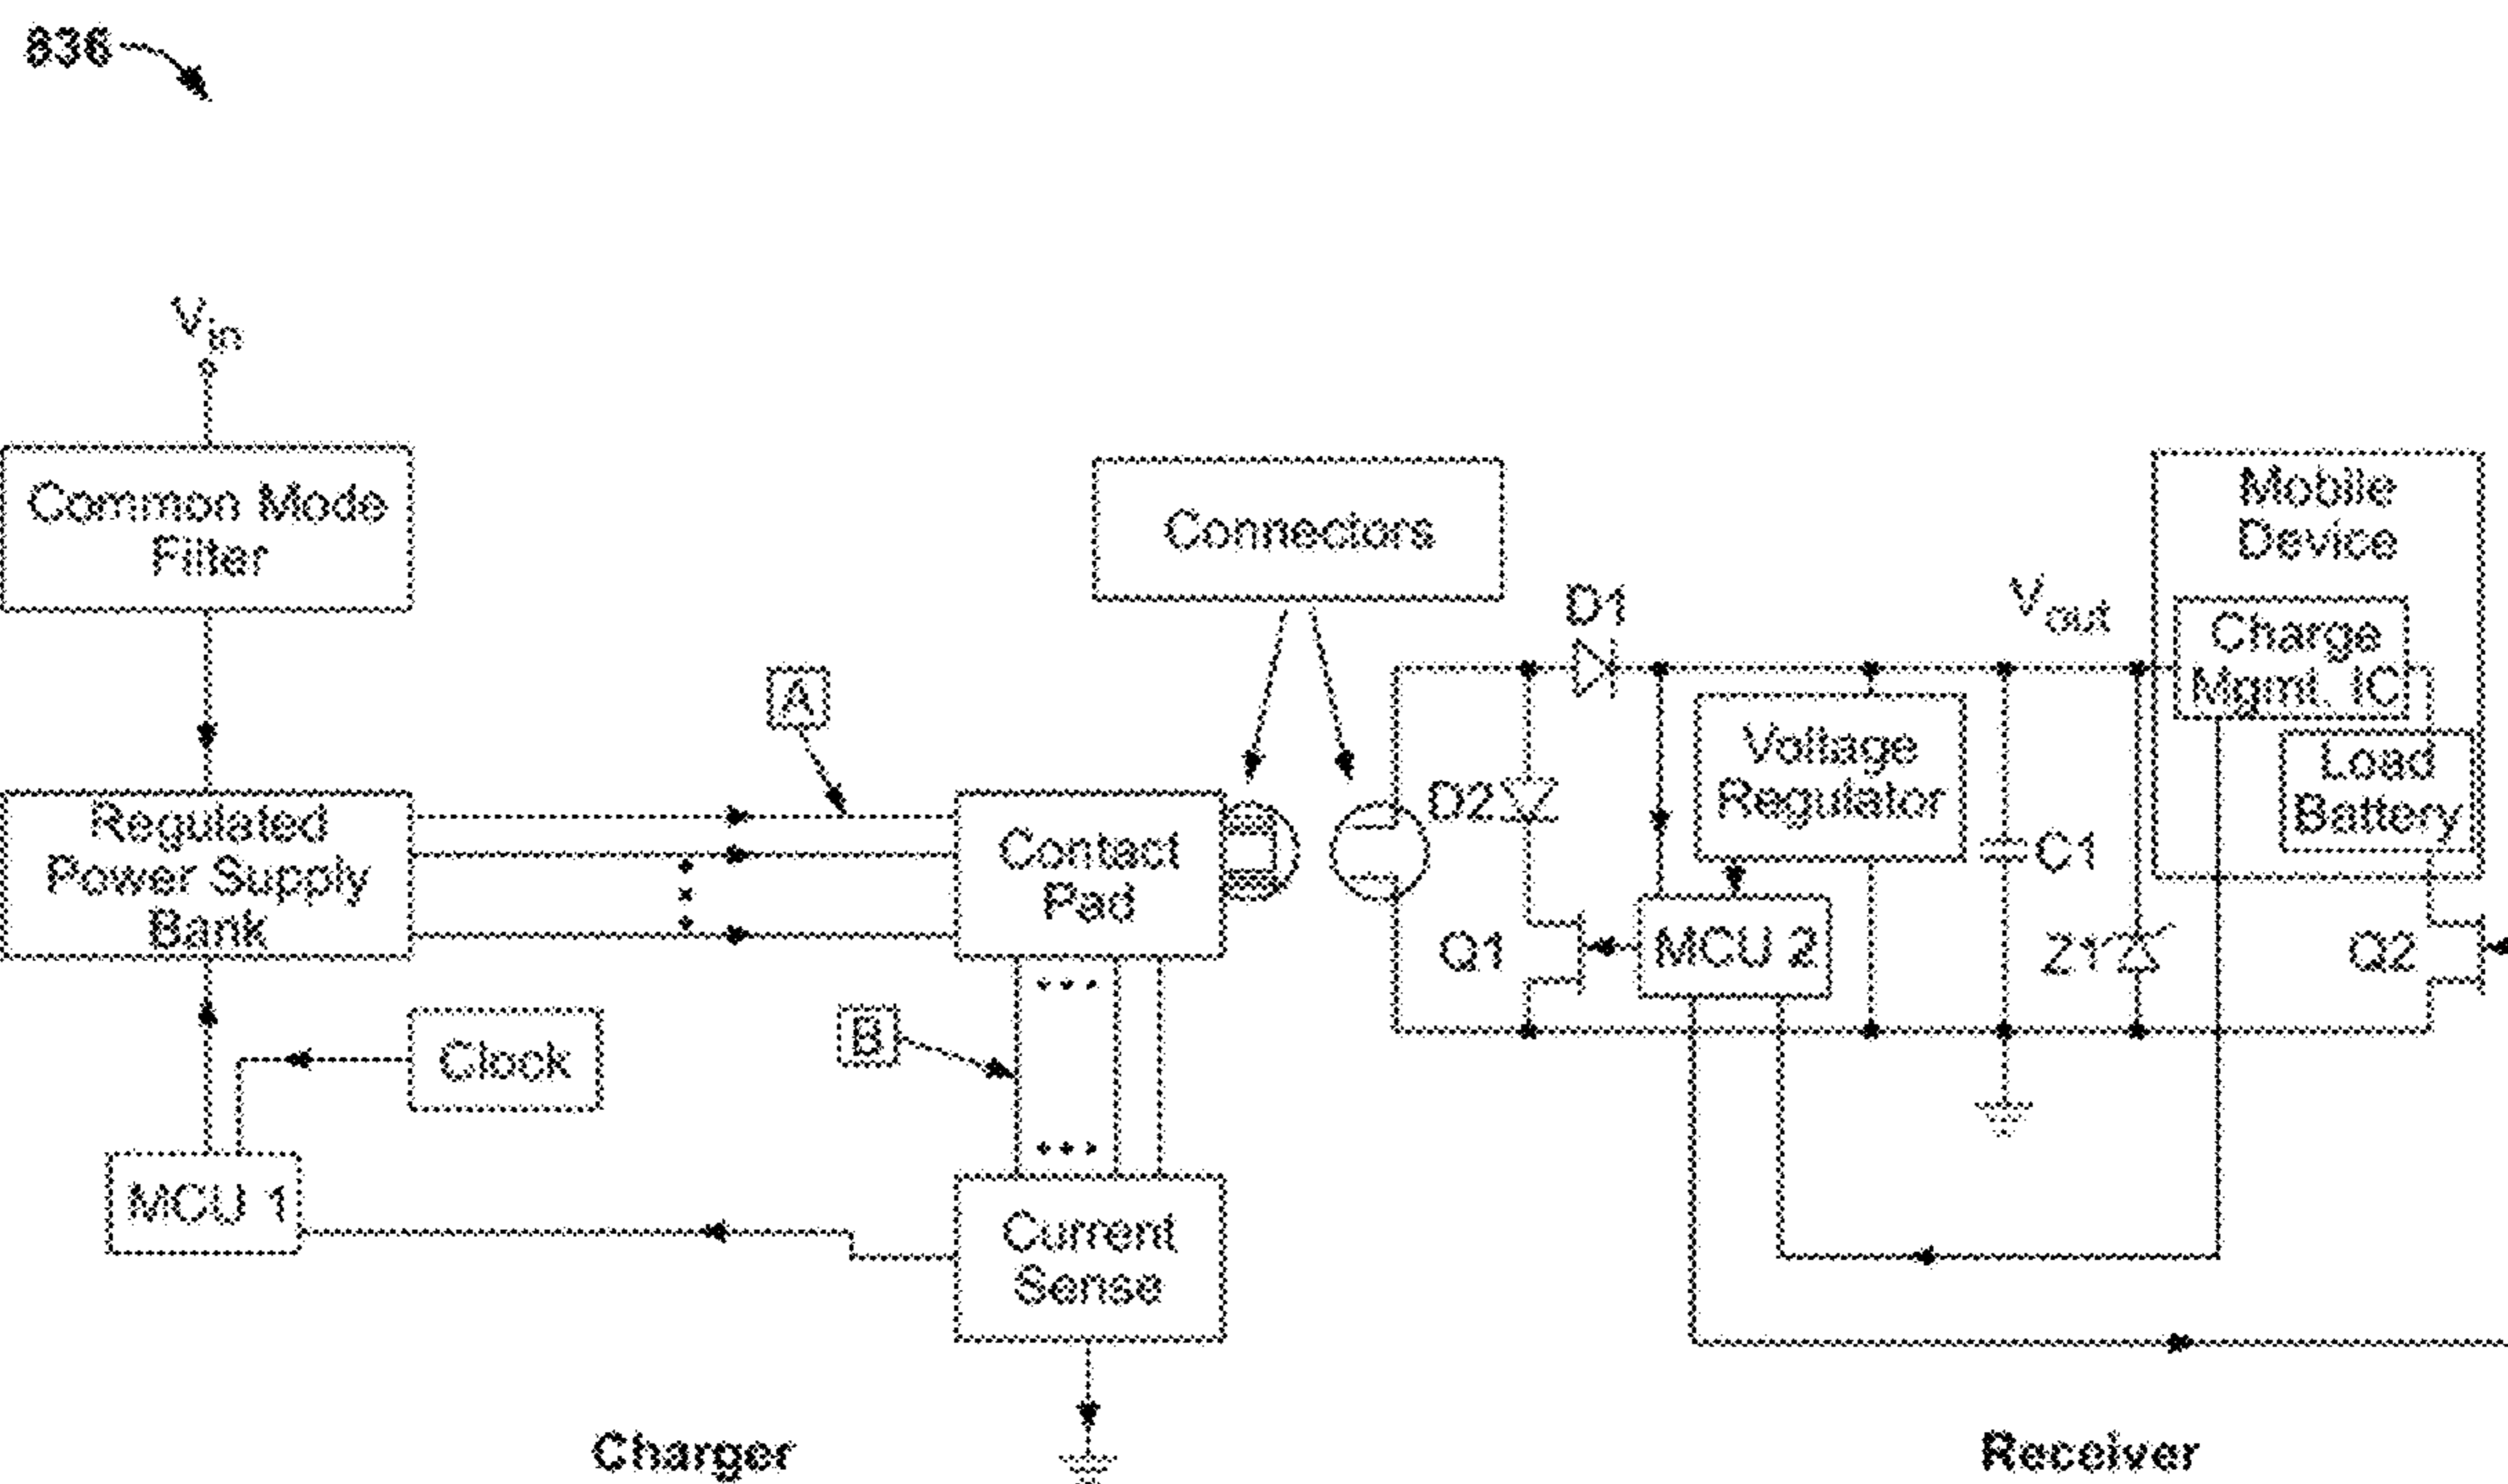 836
Vin
Common Mode
Filter
Connectors
Mobile
Device
D1
Vout
Charge
Mgmt. IC
A
Voltage
Regulator
Load
Battery
D2
Regulated
Power Supply
Bank
Contact
Pad
C1
Q1
MCU 2
Z1
Q2
B
Clock
MCU 1
Current
Sense
Charger
Receiver